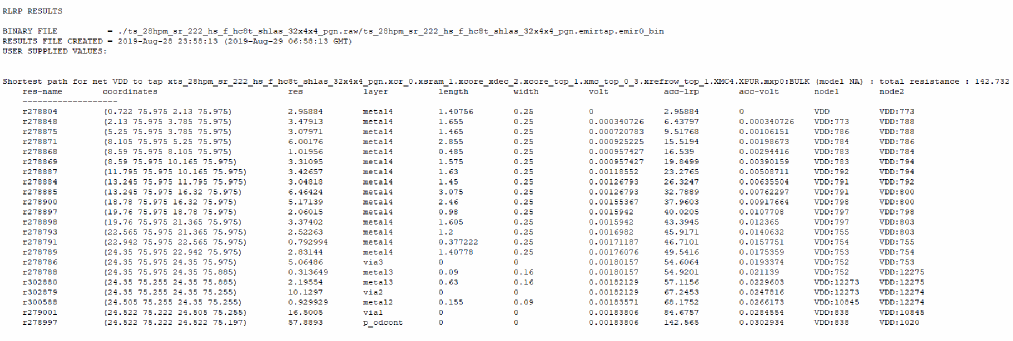 RLRP RESULTS
BINARY FILE = ./ts_28hpm_sr_222_hs_f_hc8t_shlas_32x4x4_pgn.raw/ts_28hpm_sr_222_hs_f_hc8t_shlas_32x4x4_pgn.emirtap.emir0_bin
RESULTS FILE CREATED = 2019-Aug-28 23:58:13 (2019-Aug-29 06:58:13 GMT)
USER SUPPLIED VALUES:
Shortest path for net VDD to tap xts_28hpm_sr_222_hs_f_hc8t_shlas_32x4x4_pgn.xcr_0.xsram_1.xcore_xdec_2.xcore_top_1.xmc_top_0_3.xrefrow_top_1.XMC4.XPUR.mxp0:BULK (model NA) : total resistance : 142.732
res-name coordinates res layer length width volt acc-lrp acc-volt node1 node2
--------------------
r278804 (0.722 75.975 2.13 75.975) 2.95884 metal4 1.40756 0.25 0 2.95884 0 VDD VDD:773
r278848 (2.13 75.975 3.785 75.975) 3.47913 metal4 1.655 0.25 0.000340726 6.43797 0.000340726 VDD:773 VDD:788
r278875 (5.25 75.975 3.785 75.975) 3.07971 metal4 1.465 0.25 0.000720783 9.51768 0.00106151 VDD:786 VDD:788
r278871 (8.105 75.975 5.25 75.975) 6.00176 metal4 2.855 0.25 0.000925225 15.5194 0.00198673 VDD:784 VDD:786
r278868 (8.59 75.975 8.105 75.975) 1.01956 metal4 0.485 0.25 0.000957427 16.539 0.00294416 VDD:783 VDD:784
r278869 (8.59 75.975 10.165 75.975) 3.31095 metal4 1.575 0.25 0.000957427 19.8499 0.00390159 VDD:783 VDD:794
r278887 (11.795 75.975 10.165 75.975) 3.42657 metal4 1.63 0.25 0.00118552 23.2765 0.00508711 VDD:792 VDD:794
r278884 (13.245 75.975 11.795 75.975) 3.04818 metal4 1.45 0.25 0.00126793 26.3247 0.00635504 VDD:791 VDD:792
r278885 (13.245 75.975 16.32 75.975) 6.46424 metal4 3.075 0.25 0.00126793 32.7889 0.00762297 VDD:791 VDD:800
r278900 (18.78 75.975 16.32 75.975) 5.17139 metal4 2.46 0.25 0.00155367 37.9603 0.00917664 VDD:798 VDD:800
r278897 (19.76 75.975 18.78 75.975) 2.06015 metal4 0.98 0.25 0.0015942 40.0205 0.0107708 VDD:797 VDD:798
r278898 (19.76 75.975 21.365 75.975) 3.37402 metal4 1.605 0.25 0.0015942 43.3945 0.012365 VDD:797 VDD:803
r278793 (22.565 75.975 21.365 75.975) 2.52263 metal4 1.2 0.25 0.0016982 45.9171 0.0140632 VDD:755 VDD:803
r278791 (22.942 75.975 22.565 75.975) 0.792994 metal4 0.377222 0.25 0.00171187 46.7101 0.0157751 VDD:754 VDD:755
r278789 (24.35 75.975 22.942 75.975) 2.83144 metal4 1.40778 0.25 0.00176076 49.5416 0.0175359 VDD:753 VDD:754
r278786 (24.35 75.975 24.35 75.975) 5.06486 via3 0 0 0.00180157 54.6064 0.0193374 VDD:752 VDD:753
r278788 (24.35 75.975 24.35 75.885) 0.313649 metal3 0.09 0.16 0.00180157 54.9201 0.021139 VDD:752 VDD:12275
r302880 (24.35 75.255 24.35 75.885) 2.19554 metal3 0.63 0.16 0.00182129 57.1156 0.0229603 VDD:12273 VDD:12275
r302879 (24.35 75.255 24.35 75.255) 10.1297 via2 0 0 0.00182129 67.2453 0.0247816 VDD:12273 VDD:12274
r300588 (24.505 75.255 24.35 75.255) 0.929929 metal2 0.155 0.09 0.00183571 68.1752 0.0266173 VDD:10845 VDD:12274
r279001 (24.522 75.222 24.505 75.255) 16.5005 via1 0 0 0.00183806 84.6757 0.0284554 VDD:838 VDD:10845
r278997 (24.522 75.222 24.522 75.197) 57.8893 p_odcont 0 0 0.00183806 142.565 0.0302934 VDD:838 VDD:1020